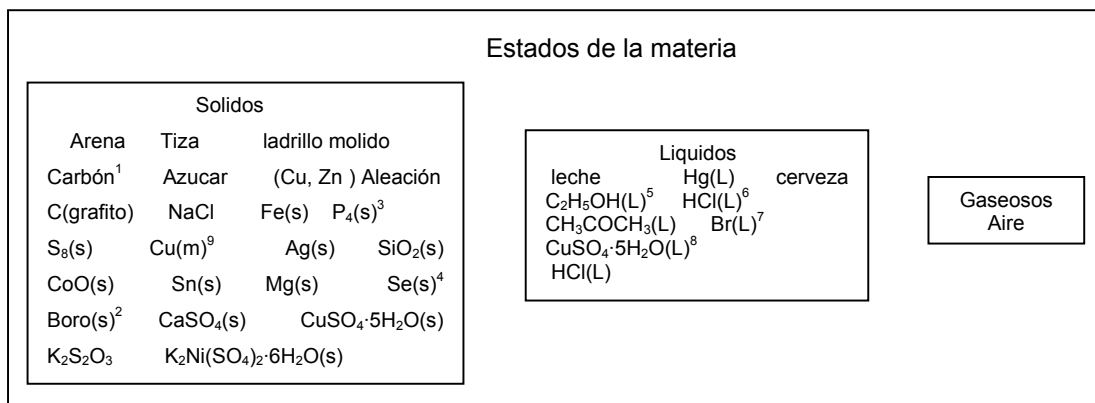 Estados de la materia
Solidos
Arena Tiza ladrillo molido
Carbón¹ Azucar (Cu, Zn ) Aleación
C(grafito) NaCl Fe(s) P₄(s)³
S₈(s) Cu(m)⁹ Ag(s) SiO₂(s)
CoO(s) Sn(s) Mg(s) Se(s)⁴
Boro(s)² CaSO₄(s) CuSO₄·5H₂O(s)
K₂S₂O₃ K₂Ni(SO₄)₂·6H₂O(s)
Liquidos
leche Hg(L) cerveza
C₂H₅OH(L)⁵ HCl(L)⁶
CH₃COCH₃(L) Br(L)⁷
CuSO₄·5H₂O(L)⁸
HCl(L)
Gaseosos
Aire